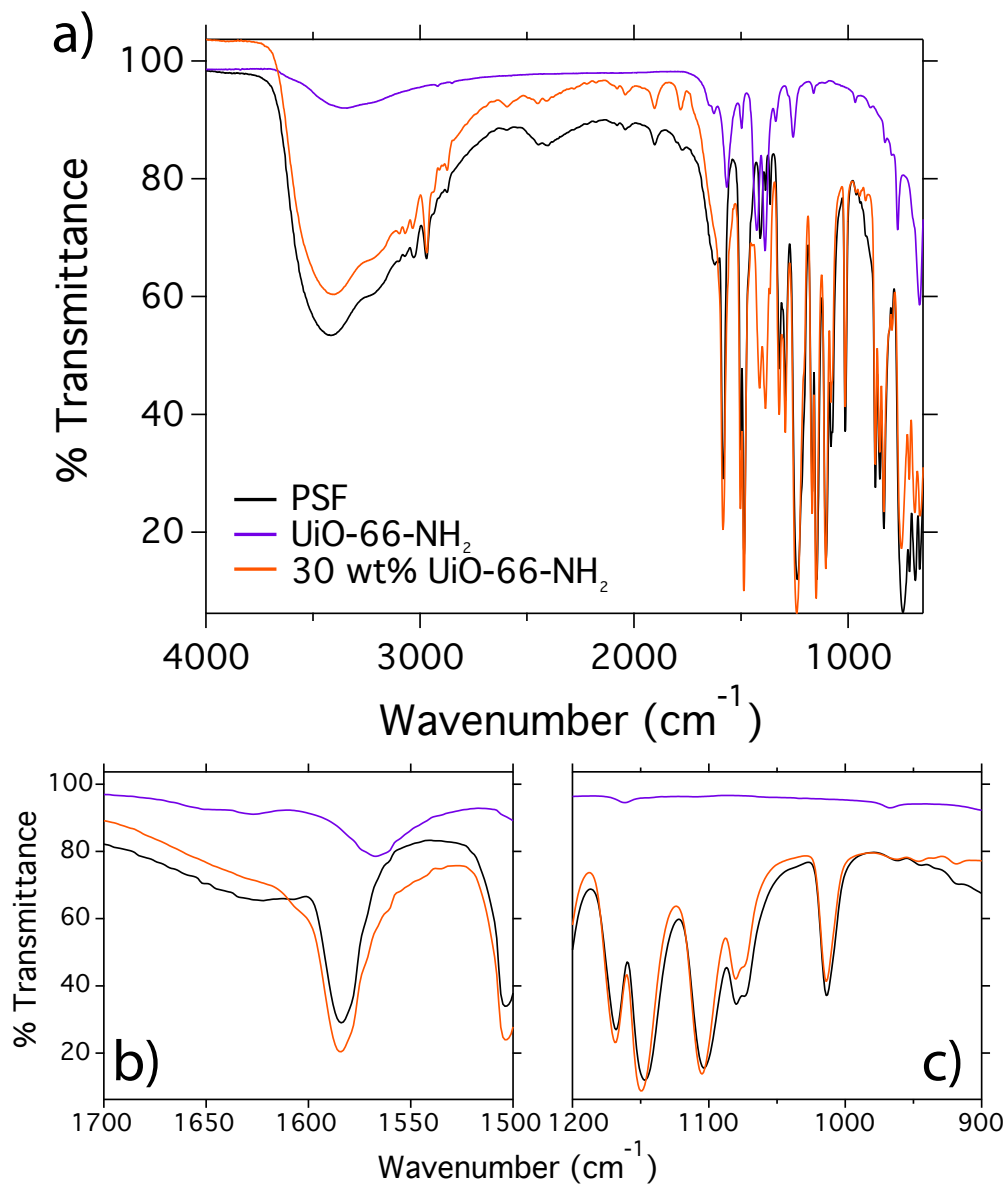 a)
100
80
60
40
20
% Transmittance
PSF
UiO-66-NH₂
30 wt% UiO-66-NH₂
4000
3000
2000
1000
Wavenumber (cm⁻¹)
100
80
60
40
20
% Transmittance
b)
c)
1700
1650
1600
1550
1500
1200
1100
1000
900
Wavenumber (cm⁻¹)